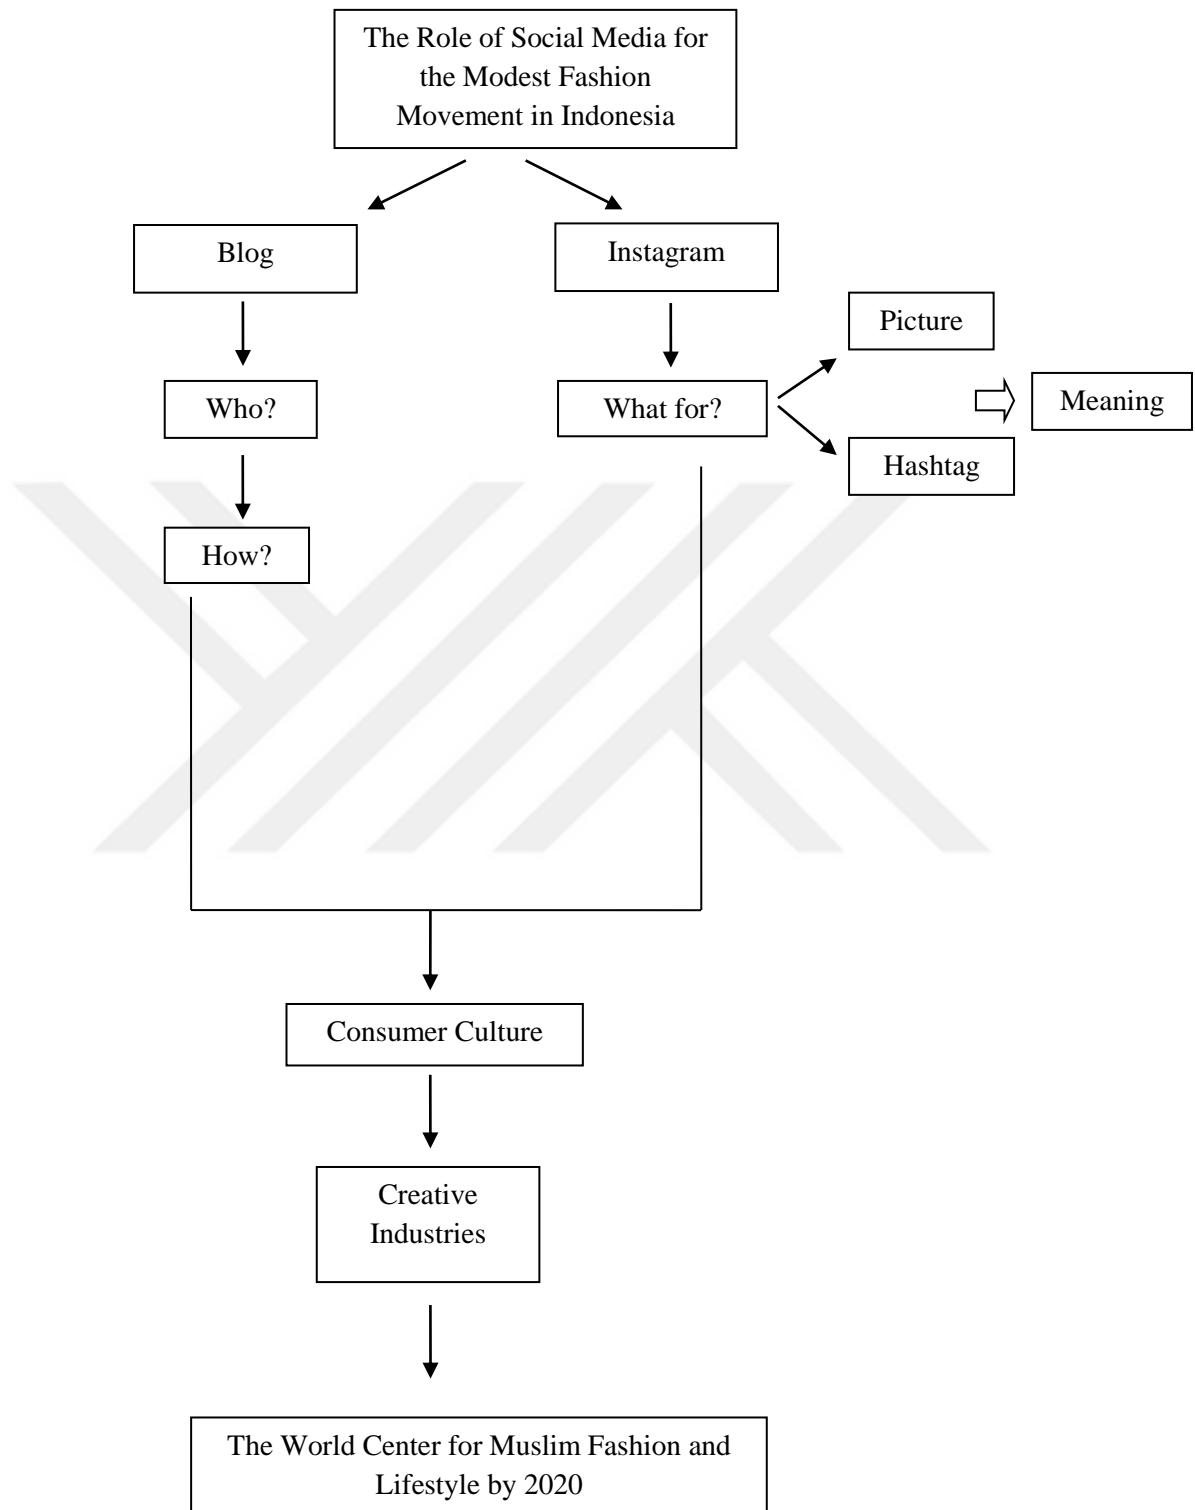 The Role of Social Media for
the Modest Fashion
Movement in Indonesia
Blog
Instagram
Picture
Who?
What for?
Meaning
Hashtag
How?
Consumer Culture
Creative
Industries
The World Center for Muslim Fashion and
Lifestyle by 2020